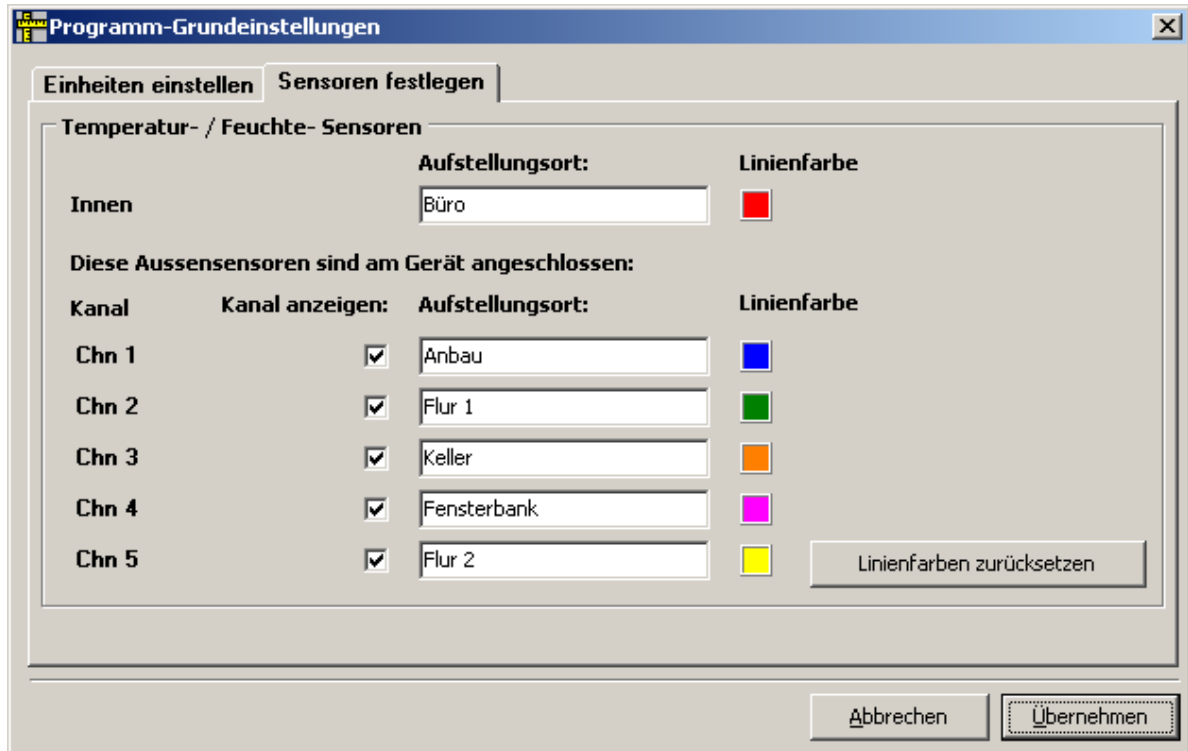 Programm-Grundeinstellungen
Einheiten einstellen Sensoren festlegen
Temperatur- / Feuchte- Sensoren
Aufstellungsort: Linienfarbe
Innen Büro
Diese Aussensensoren sind am Gerät angeschlossen:
Kanal Kanal anzeigen: Aufstellungsort: Linienfarbe
Chn 1 Anbau
Chn 2 Flur 1
Chn 3 Keller
Chn 4 Fensterbank
Chn 5 Flur 2 Linienfarben zurücksetzen
Abbrechen Übernehmen